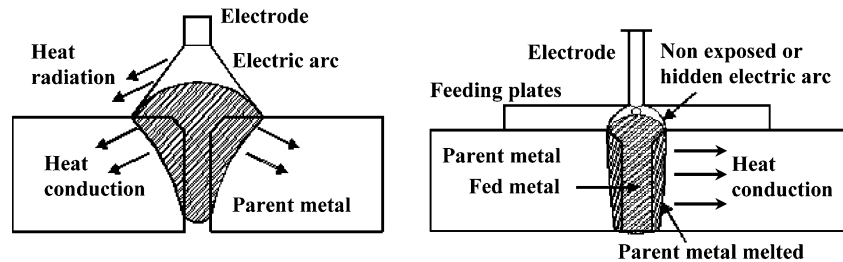 Electrode
Heat
radiation
Electric arc
Heat
conduction
Parent metal
Electrode
Non exposed or
hidden electric arc
Feeding plates
Parent metal
Fed metal
Heat
conduction
Parent metal melted